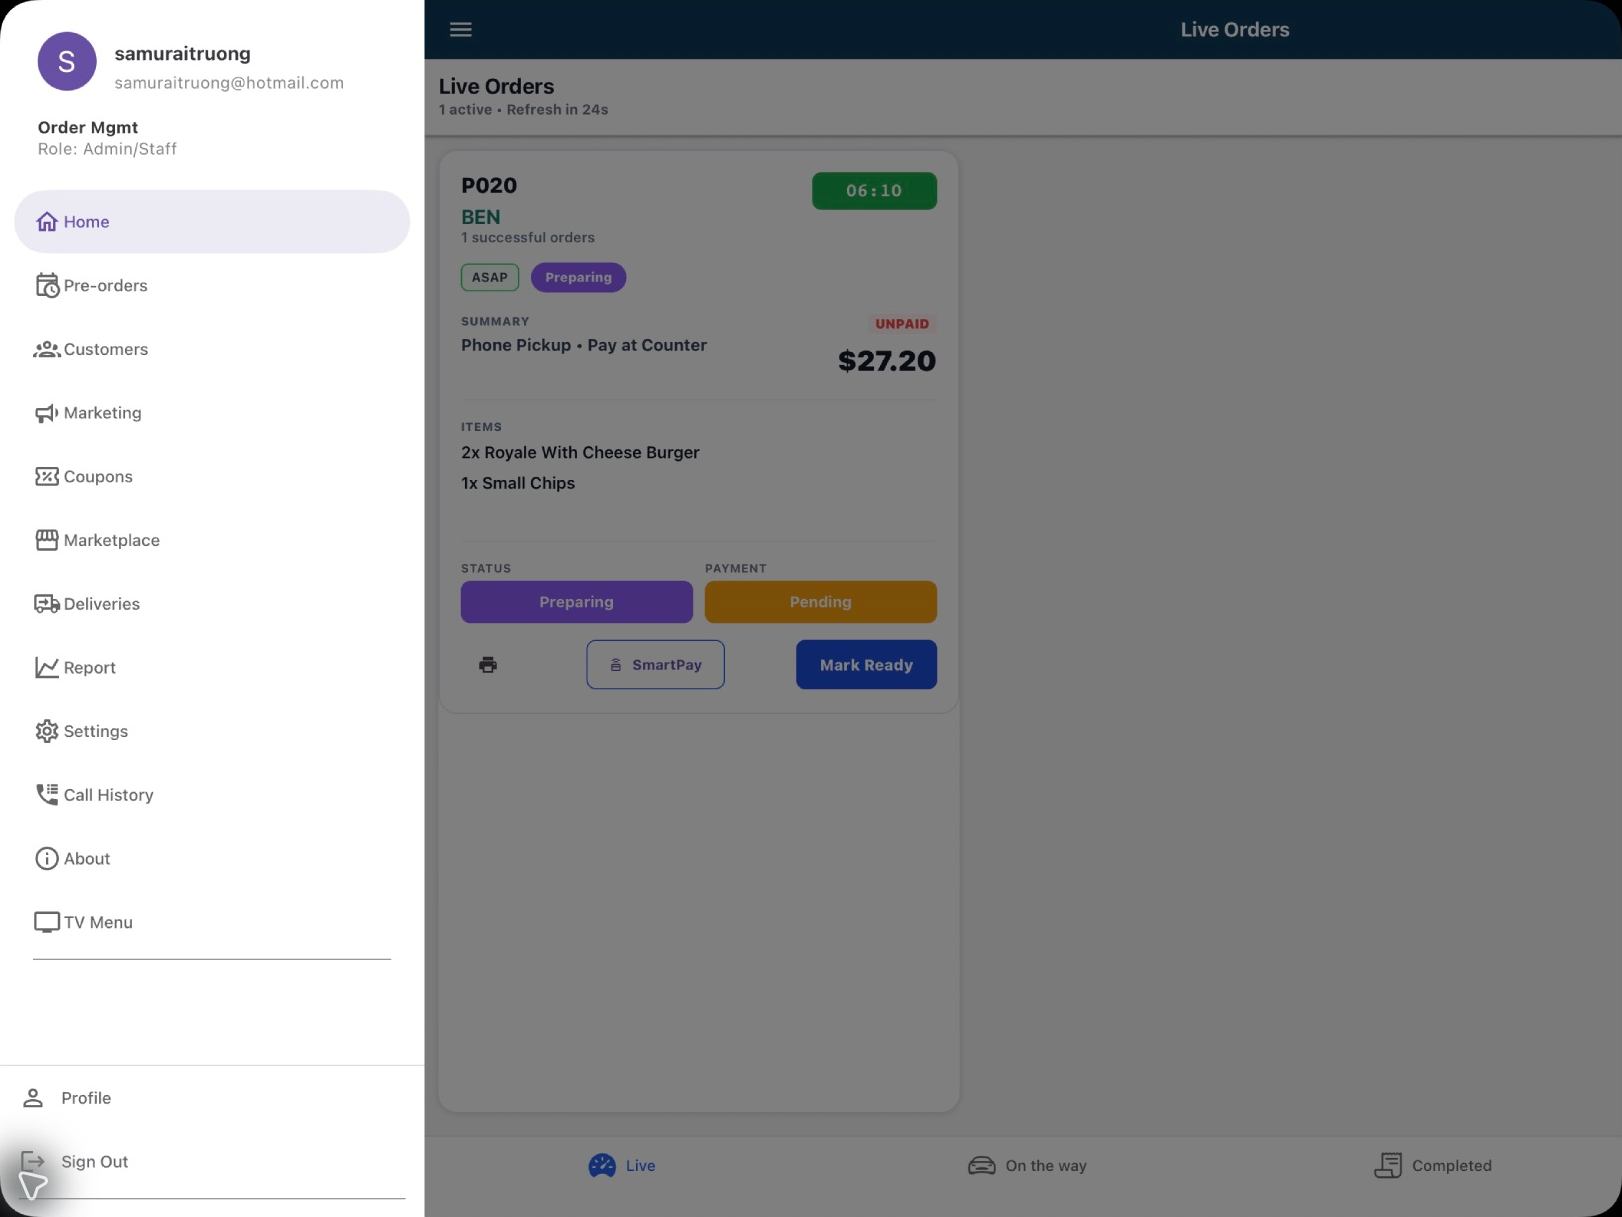 S
samuraitruong
samuraitruong@hotmail.com
Order Mgmt
Role: Admin/Staff
Home
Pre-orders
Customers
Marketing
Coupons
Marketplace
Deliveries
Report
Settings
Call History
About
TV Menu
Profile
Sign Out
Live Orders
Live Orders
1 active • Refresh in 24s
P020
06:10
BEN
1 successful orders
ASAP
Preparing
SUMMARY
UNPAID
Phone Pickup • Pay at Counter
$27.20
ITEMS
2x Royale With Cheese Burger
1x Small Chips
STATUS
PAYMENT
Preparing
Pending
SmartPay
Mark Ready
Live
On the way
Completed